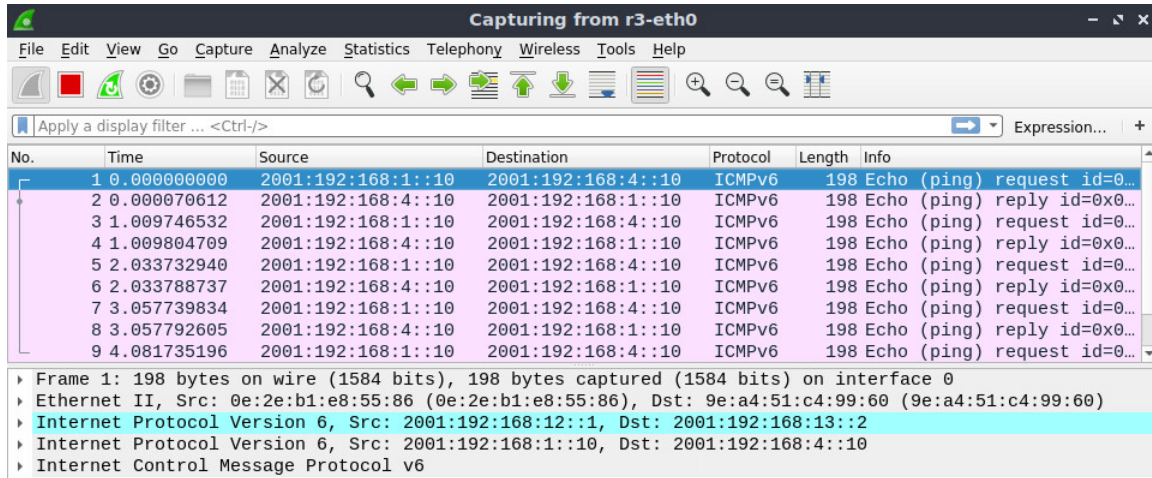 Capturing from r3-eth0
File Edit View Go Capture Analyze Statistics Telephony Wireless Tools Help
Apply a display filter ... <Ctrl-/> Expression... +
No. Time Source Destination Protocol Length Info
1 0.000000000 2001:192:168:1::10 2001:192:168:4::10 ICMPv6 198 Echo (ping) request id=0…
2 0.000070612 2001:192:168:4::10 2001:192:168:1::10 ICMPv6 198 Echo (ping) reply id=0x0…
3 1.009746532 2001:192:168:1::10 2001:192:168:4::10 ICMPv6 198 Echo (ping) request id=0…
4 1.009804709 2001:192:168:4::10 2001:192:168:1::10 ICMPv6 198 Echo (ping) reply id=0x0…
5 2.033732940 2001:192:168:1::10 2001:192:168:4::10 ICMPv6 198 Echo (ping) request id=0…
6 2.033788737 2001:192:168:4::10 2001:192:168:1::10 ICMPv6 198 Echo (ping) reply id=0x0…
7 3.057739834 2001:192:168:1::10 2001:192:168:4::10 ICMPv6 198 Echo (ping) request id=0…
8 3.057792605 2001:192:168:4::10 2001:192:168:1::10 ICMPv6 198 Echo (ping) reply id=0x0…
9 4.081735196 2001:192:168:1::10 2001:192:168:4::10 ICMPv6 198 Echo (ping) request id=0…
Frame 1: 198 bytes on wire (1584 bits), 198 bytes captured (1584 bits) on interface 0
Ethernet II, Src: 0e:2e:b1:e8:55:86 (0e:2e:b1:e8:55:86), Dst: 9e:a4:51:c4:99:60 (9e:a4:51:c4:99:60)
Internet Protocol Version 6, Src: 2001:192:168:12::1, Dst: 2001:192:168:13::2
Internet Protocol Version 6, Src: 2001:192:168:1::10, Dst: 2001:192:168:4::10
Internet Control Message Protocol v6